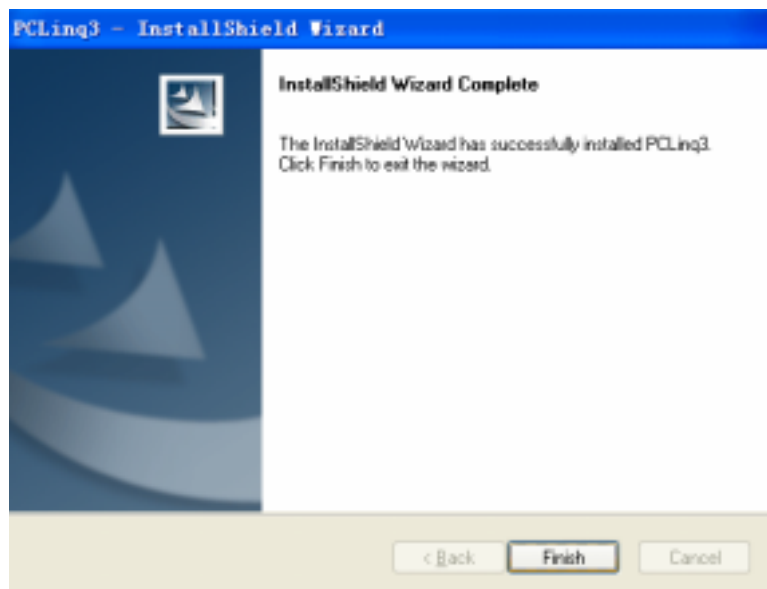 PCLinq3 - InstallShield Wizard
InstallShield Wizard Complete
The InstallShield Wizard has successfully installed PCLinq3.
Click Finish to exit the wizard.
< Back
Finish
Cancel